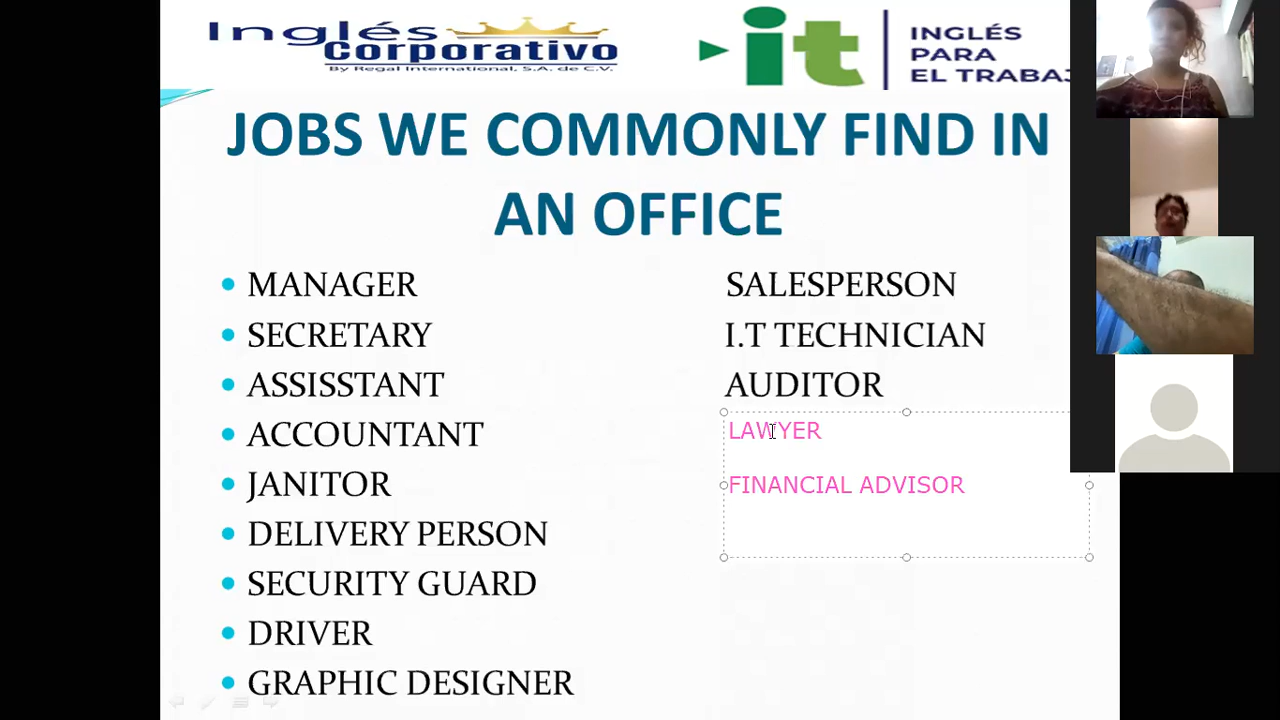 Inglés
Corporativo
By Regal International, S.A. de C.V.
it
INGLÉS
PARA
EL TRABAJ
JOBS WE COMMONLY FIND IN
AN OFFICE
MANAGER
SECRETARY
ASSISSTANT
ACCOUNTANT
JANITOR
DELIVERY PERSON
SECURITY GUARD
DRIVER
GRAPHIC DESIGNER
SALESPERSON
I.T TECHNICIAN
AUDITOR
LAWYER
FINANCIAL ADVISOR